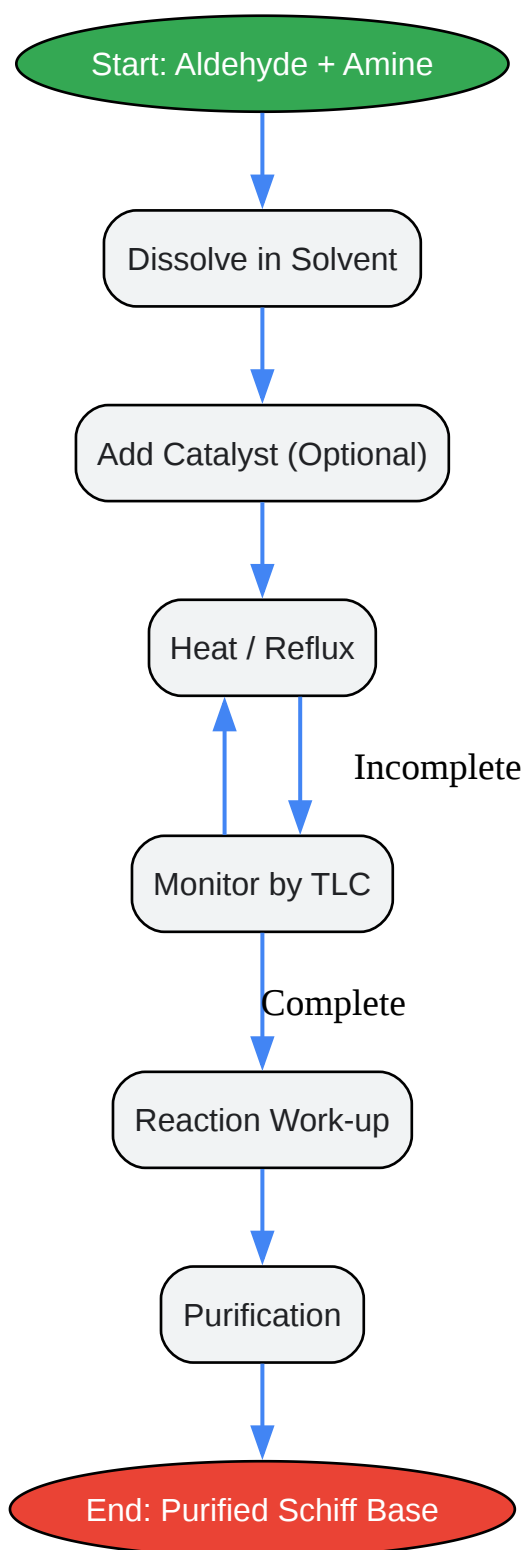 Start: Aldehyde + Amine
Dissolve in Solvent
Add Catalyst (Optional)
Heat / Reflux
Incomplete
Monitor by TLC
Complete
Reaction Work-up
Purification
End: Purified Schiff Base